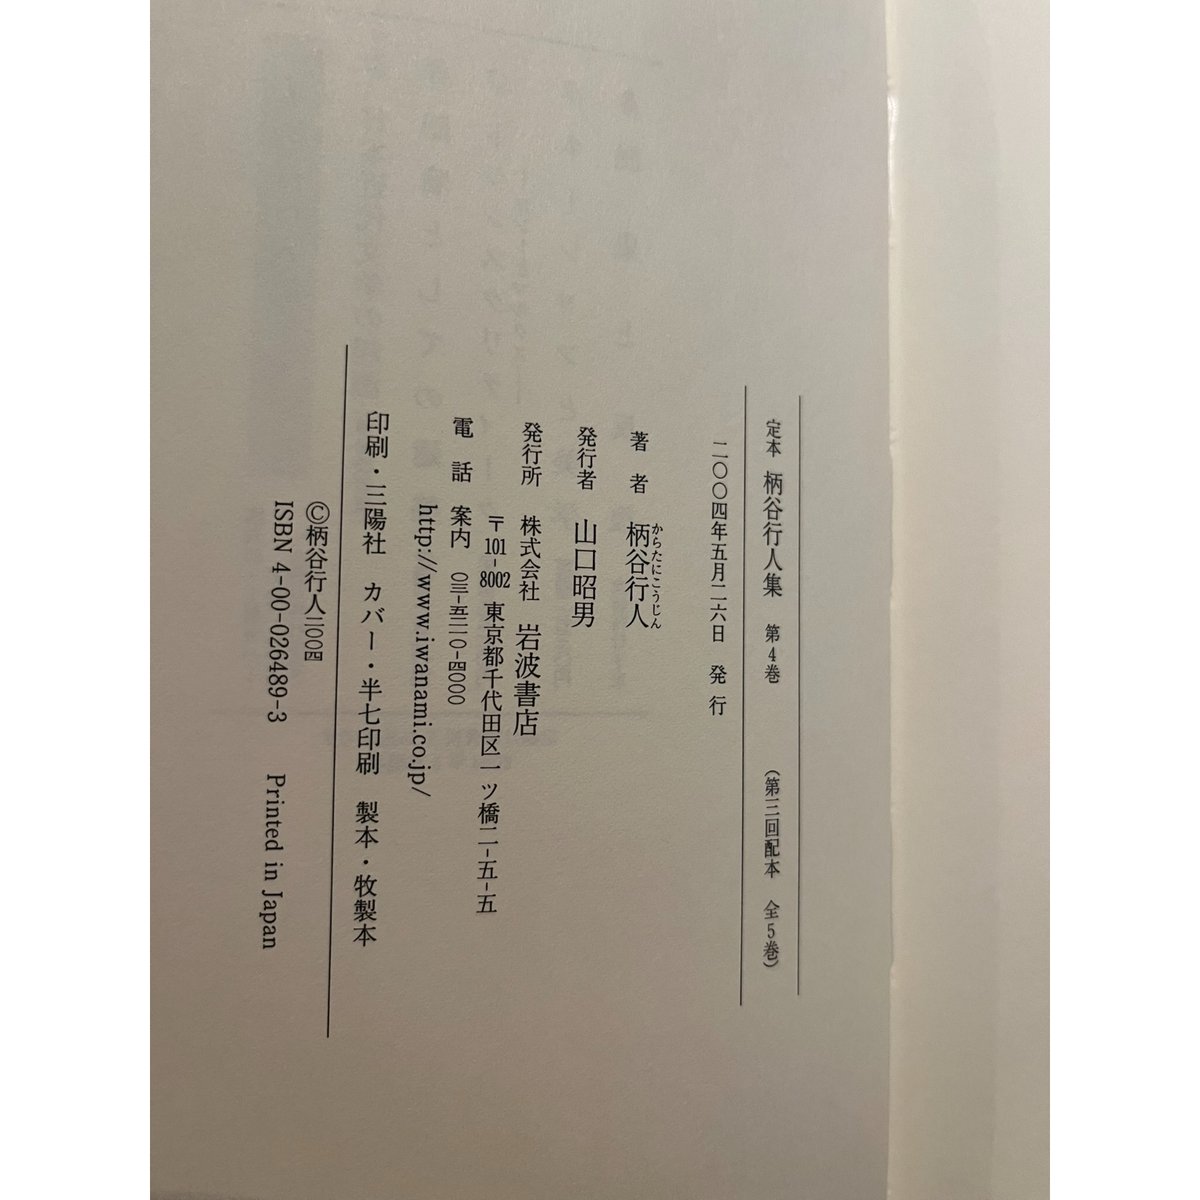 定本 柄谷行人集 第4巻 (第三回配本 全5巻)
二〇〇四年五月二六日 発行
からたにこうじん
著者 柄谷行人
発行者 山口昭男
発行所 株式会社 岩波書店
〒101-8002 東京都千代田区一ツ橋二-五-五
電話 案内 〇三-五二一〇-四〇〇〇
http://www.iwanami.co.jp/
印刷・三陽社 カバー・半七印刷 製本・牧製本
©柄谷行人二〇〇四
ISBN 4-00-026489-3 Printed in Japan